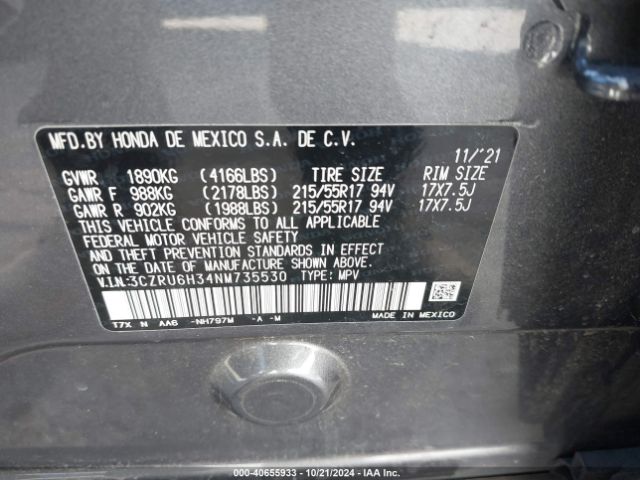 MFD.BY HONDA DE MEXICO S.A. DE C.V.
11/'21
GVWR 1890KG (4166LBS) TIRE SIZE RIM SIZE
GAWR F 988KG (2178LBS) 215/55R17 94V 17X7.5J
GAWR R 902KG (1988LBS) 215/55R17 94V 17X7.5J
THIS VEHICLE CONFORMS TO ALL APPLICABLE
FEDERAL MOTOR VEHICLE SAFETY
AND THEFT PREVENTION STANDARDS IN EFFECT
ON THE DATE OF MANUFACTURE SHOWN ABOVE.
V.I.N.:3CZRU6H34NM735530 TYPE: MPV
T7X N AA6 -NH797M -A -M MADE IN MEXICO
000-40655933 - 10/21/2024 - IAA Inc.